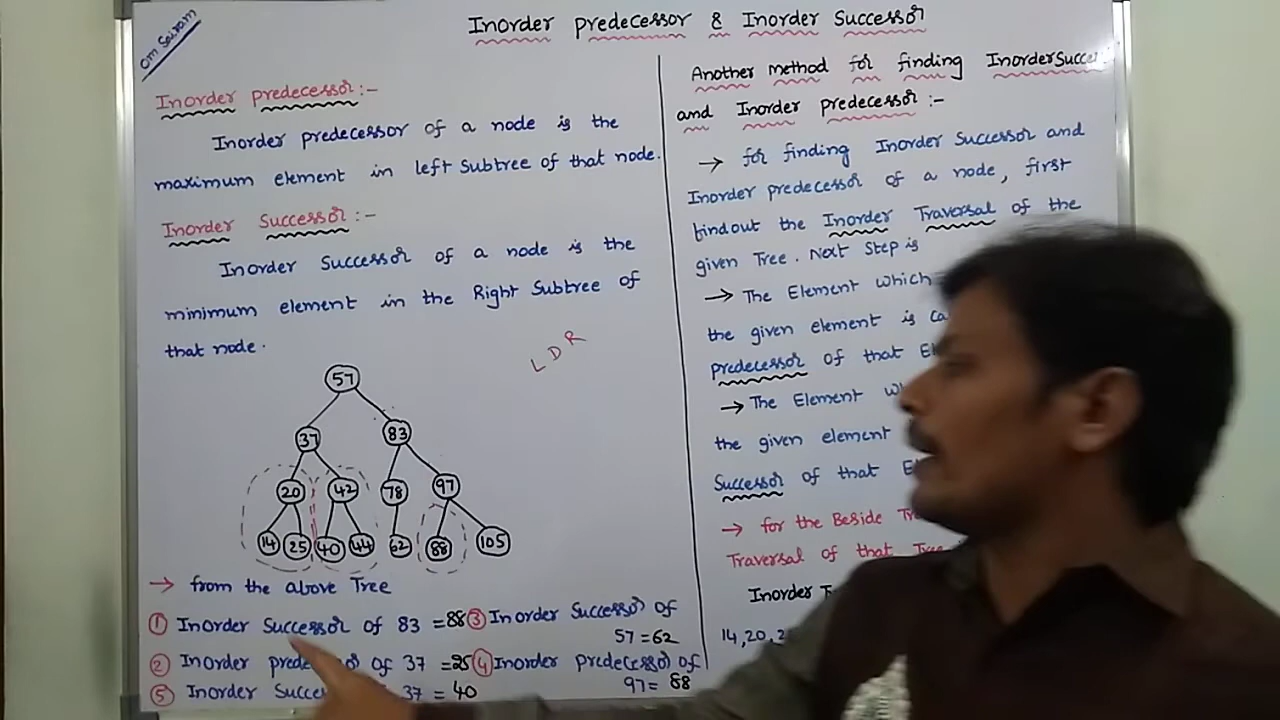 Om Sairam
Inorder predecessor & Inorder Successor
Inorder predecessor :-
Inorder predecessor of a node is the
maximum element in left Subtree of that node.
Inorder Successor :-
Inorder Successor of a node is the
minimum element in the Right Subtree of
that node.
L D R
57
37 83
20 42 78 97
14 25 40 44 62 88 105
→ from the above Tree
① Inorder Successor of 83 = 88
② Inorder of 37 = 25
⑤ Inorder 37 = 40
③ Inorder Successor of
57 = 62
④ Inorder predecessor of
97 = 88
Another method for finding
and Inorder predecessor :-
→ for finding Inorder Successor and
Inorder predecessor of a node, first
findout the Inorder Traversal of the
given Tree. Next Step is
→ The Element which
the given element is
predecessor of that
→ The Element
the given element
Successor of that
→ for the Beside
Traversal of that Tree
Inorder
14, 20,